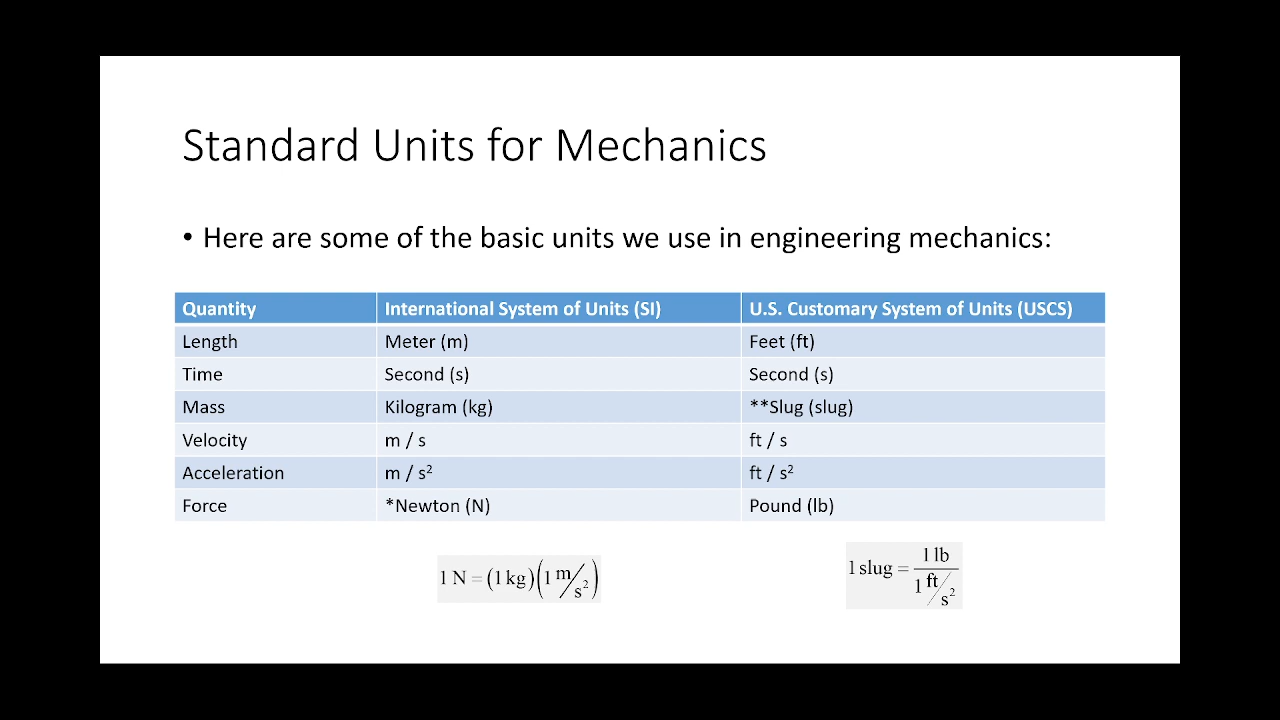 Standard Units for Mechanics
• Here are some of the basic units we use in engineering mechanics:
Quantity International System of Units (SI) U.S. Customary System of Units (USCS)
Length Meter (m) Feet (ft)
Time Second (s) Second (s)
Mass Kilogram (kg) **Slug (slug)
Velocity m / s ft / s
Acceleration m / s² ft / s²
Force *Newton (N) Pound (lb)
1 N = (1 kg)(1 m/s²)
1 slug = 1 lb / 1 ft/s²